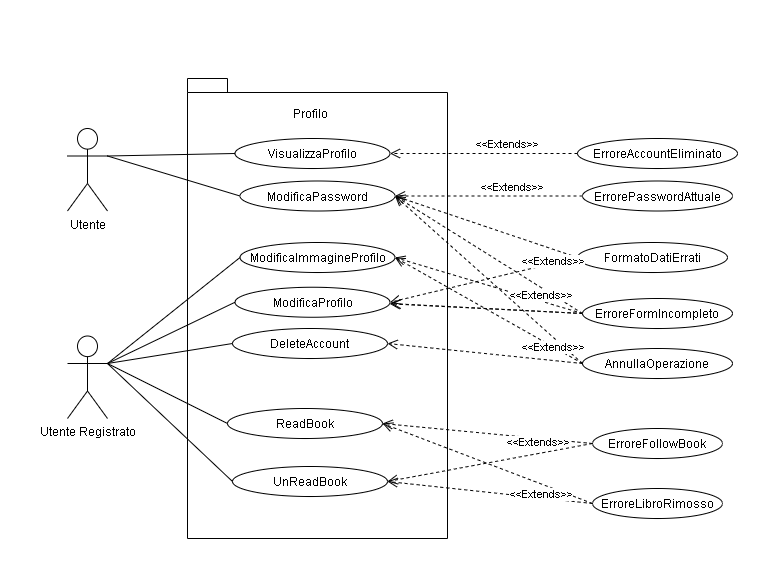 Profilo
<<Extends>>
VisualizzaProfilo
ErroreAccountEliminato
<<Extends>>
ModificaPassword
ErrorePasswordAttuale
Utente
ModificaImmagineProfilo
<<Extends>>
FormatoDatiErrati
ModificaProfilo
<<Extends>>
ErroreFormIncompleto
DeleteAccount
<<Extends>>
AnnullaOperazione
Utente Registrato
ReadBook
<<Extends>>
ErroreFollowBook
UnReadBook
<<Extends>>
ErroreLibroRimosso